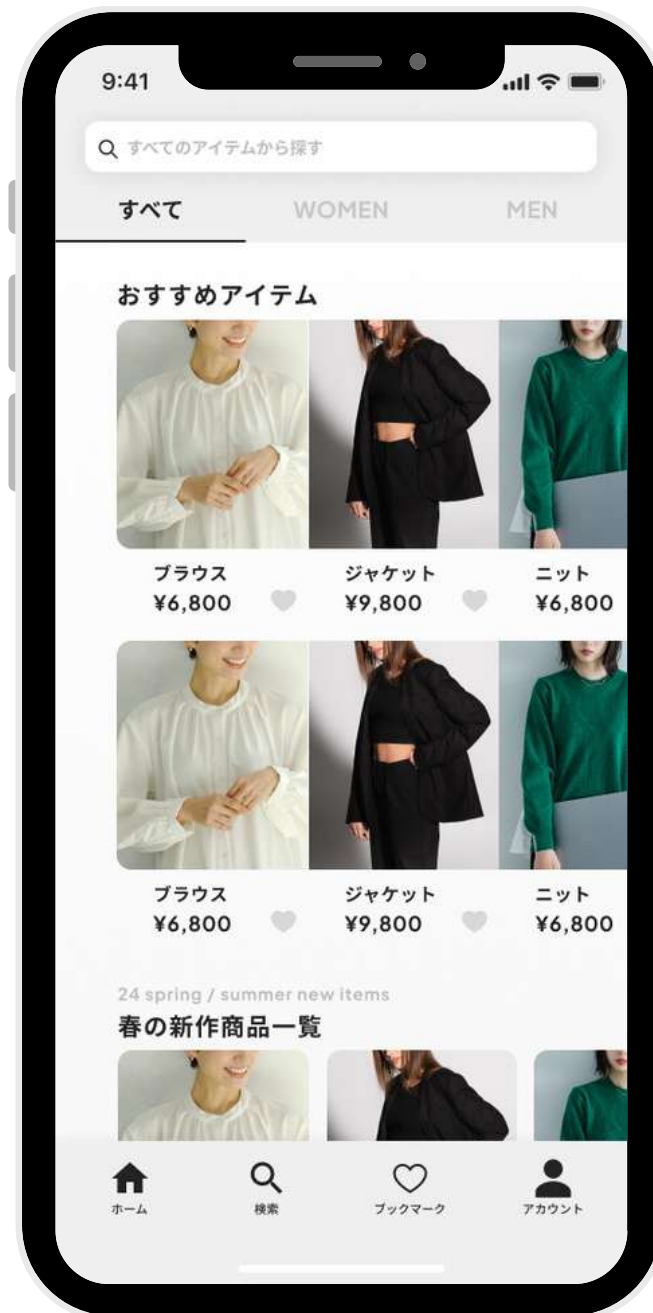 9:41
すべてのアイテムから探す
すべて WOMEN MEN
おすすめアイテム
ブラウス ジャケット ニット
¥6,800 ¥9,800 ¥6,800
ブラウス ジャケット ニット
¥6,800 ¥9,800 ¥6,800
24 spring / summer new items
春の新作商品一覧
ホーム 検索 ブックマーク アカウント